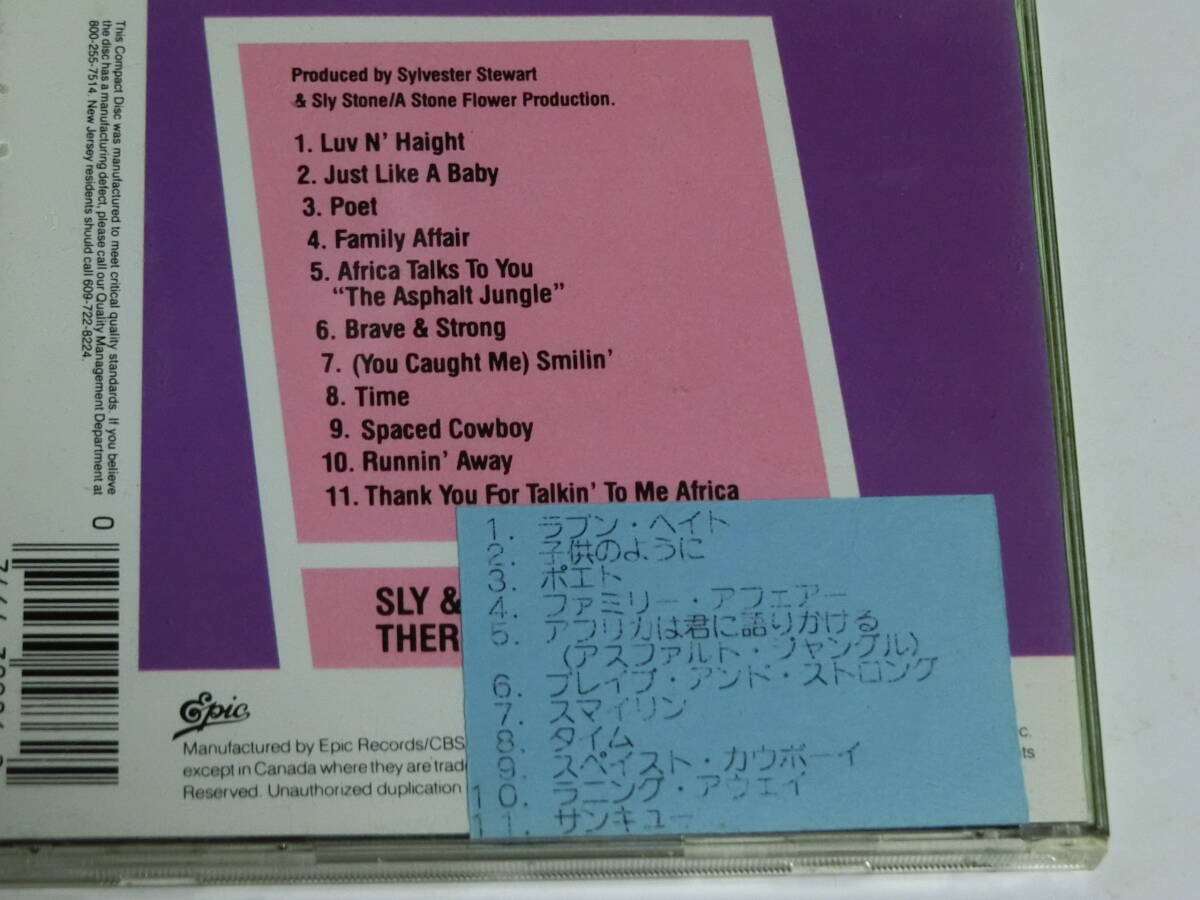 This Compact Disc was manufactured to meet critical quality standards. If you believe
the disc has a manufacturing defect, please call our Quality Management Department at
800-255-7514. New Jersey residents should call 609-722-8224.
0
Produced by Sylvester Stewart
& Sly Stone/A Stone Flower Production.
1. Luv N' Haight
2. Just Like A Baby
3. Poet
4. Family Affair
5. Africa Talks To You
“The Asphalt Jungle”
6. Brave & Strong
7. (You Caught Me) Smilin'
8. Time
9. Spaced Cowboy
10. Runnin' Away
11. Thank You For Talkin' To Me Africa
SLY &
THER
1. ラブン・ヘイト
2. 子供のように
3. ポエト
4. ファミリー・アフェアー
5. アフリカは君に語りかける
(アスファルト・ジャングル)
6. ブレイブ・アンド・ストロング
7. スマイリン
8. タイム
9. スペイスト・カウボーイ
10. ラニング・アウェイ
11. サンキュー
Epic
Manufactured by Epic Records/CBS
c.
except in Canada where they are trad
ts
Reserved. Unauthorized duplication